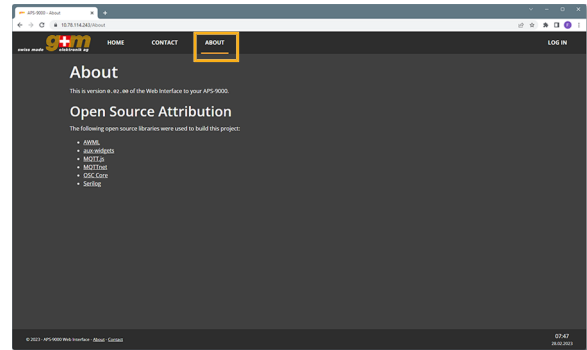 APS-9000 - About
10.78.114.243/About
swiss made g+m elektronik ag HOME CONTACT ABOUT LOG IN
About
This is version 0.02.00 of the Web Interface to your APS-9000.
Open Source Attribution
The following open source libraries were used to build this project:
AWML
aux-widgets
MQTT.js
MQTTnet
OSC Core
Serilog
© 2023 - APS-9000 Web Interface - About - Contact
07:47
28.02.2023